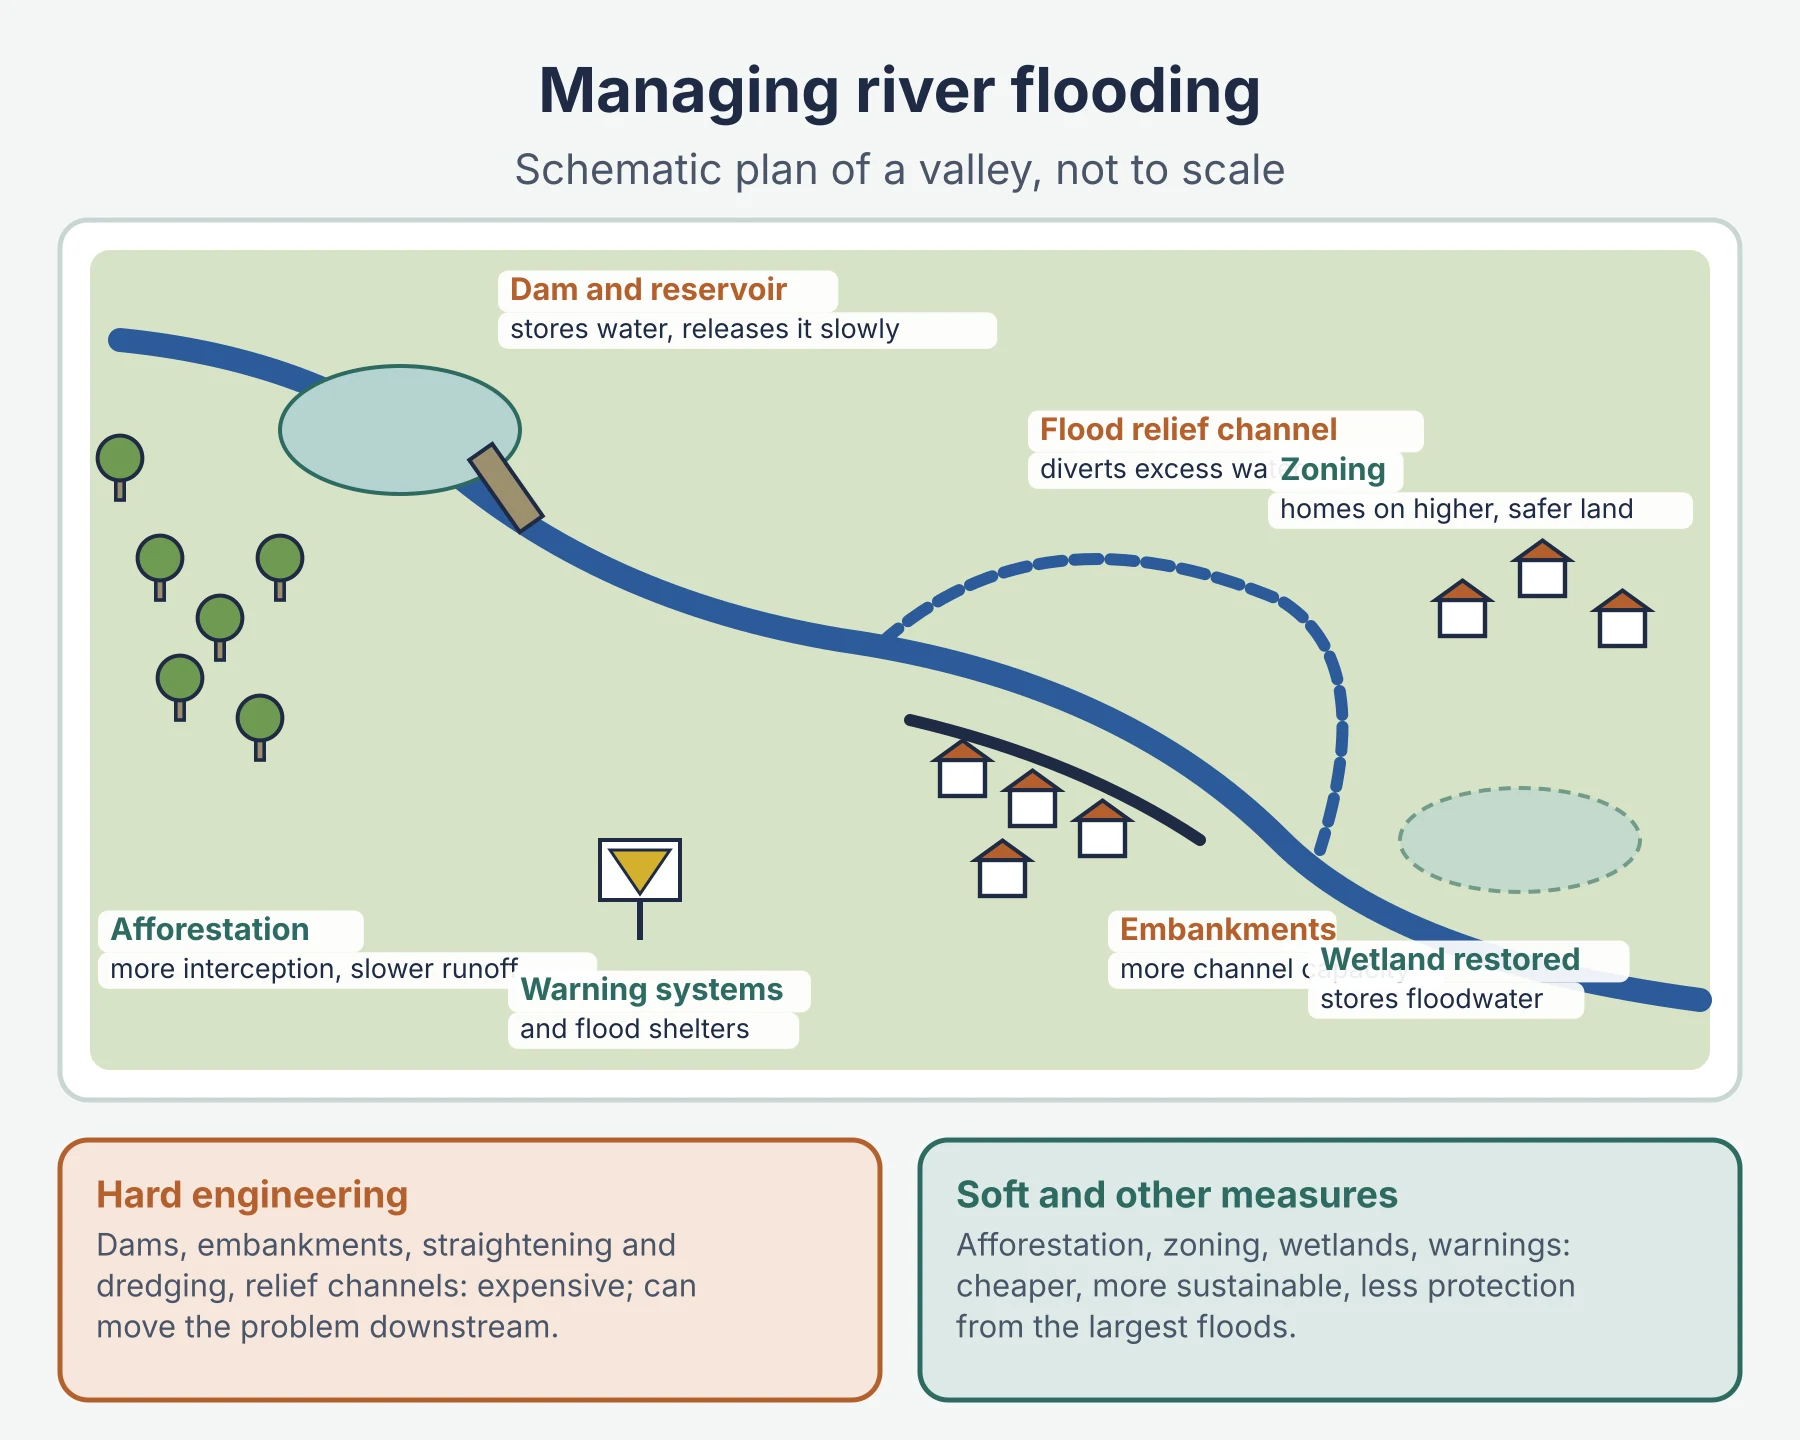 Managing river flooding
Schematic plan of a valley, not to scale
Dam and reservoir
stores water, releases it slowly
Flood relief channel
diverts excess
Zoning
homes on higher, safer land
Afforestation
more interception, slower runoff
Warning systems
and flood shelters
Embankments
more channel capacity
Wetland restored
stores floodwater
Hard engineering
Dams, embankments, straightening and
dredging, relief channels: expensive; can
move the problem downstream.
Soft and other measures
Afforestation, zoning, wetlands, warnings:
cheaper, more sustainable, less protection
from the largest floods.